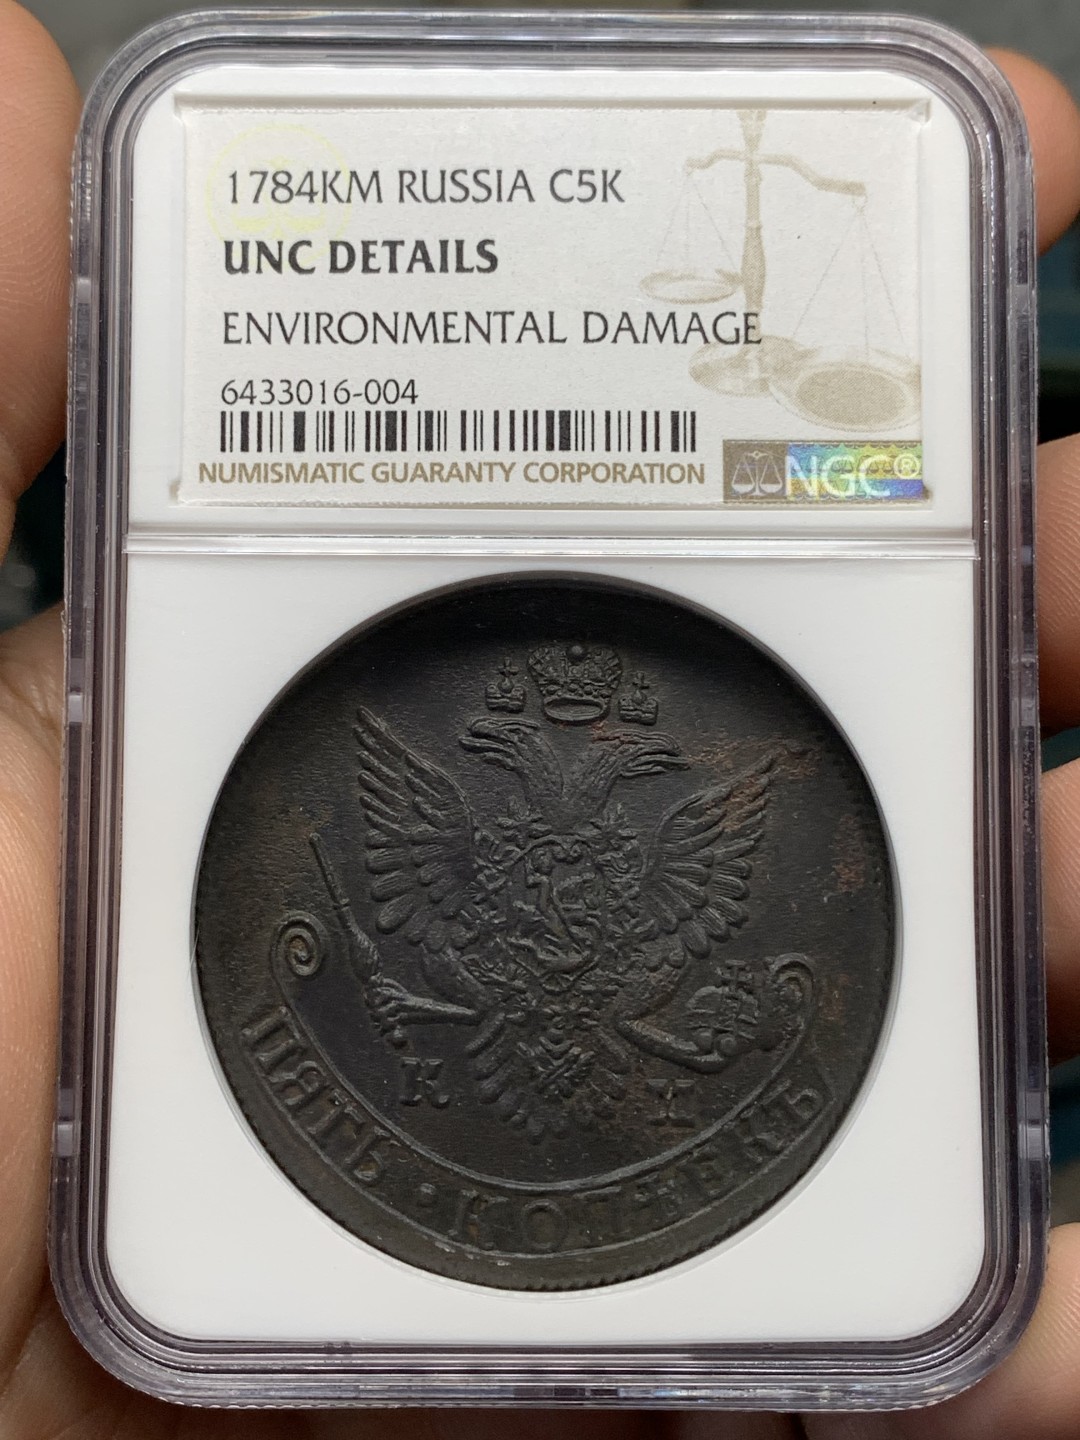 1784KM RUSSIA C5K
UNC DETAILS
ENVIRONMENTAL DAMAGE
6433016-004
NUMISMATIC GUARANTY CORPORATION
NGC®
К М
ПЯТЬ · КОПѢЕКЪ